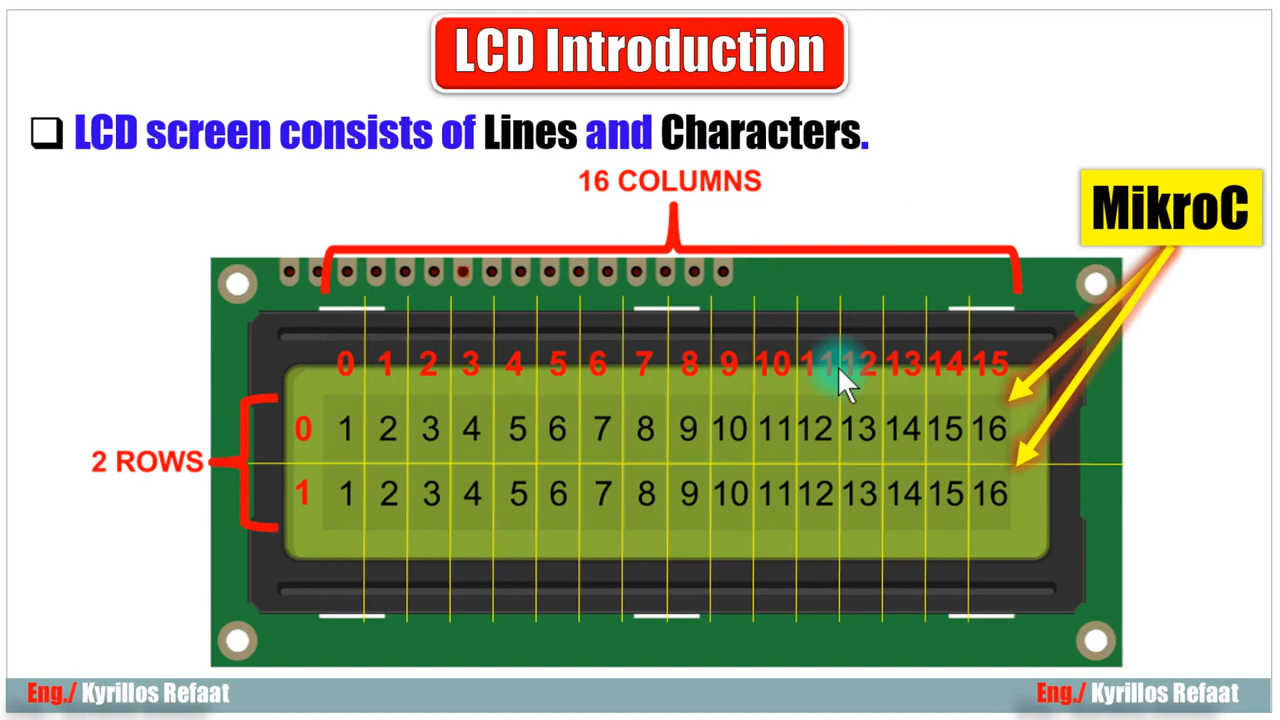 LCD Introduction
❑ LCD screen consists of Lines and Characters.
16 COLUMNS
MikroC
0 1 2 3 4 5 6 7 8 9 10 11 12 13 14 15
0 1 2 3 4 5 6 7 8 9 10 11 12 13 14 15 16
2 ROWS
1 1 2 3 4 5 6 7 8 9 10 11 12 13 14 15 16
Eng./ Kyrillos Refaat
Eng./ Kyrillos Refaat